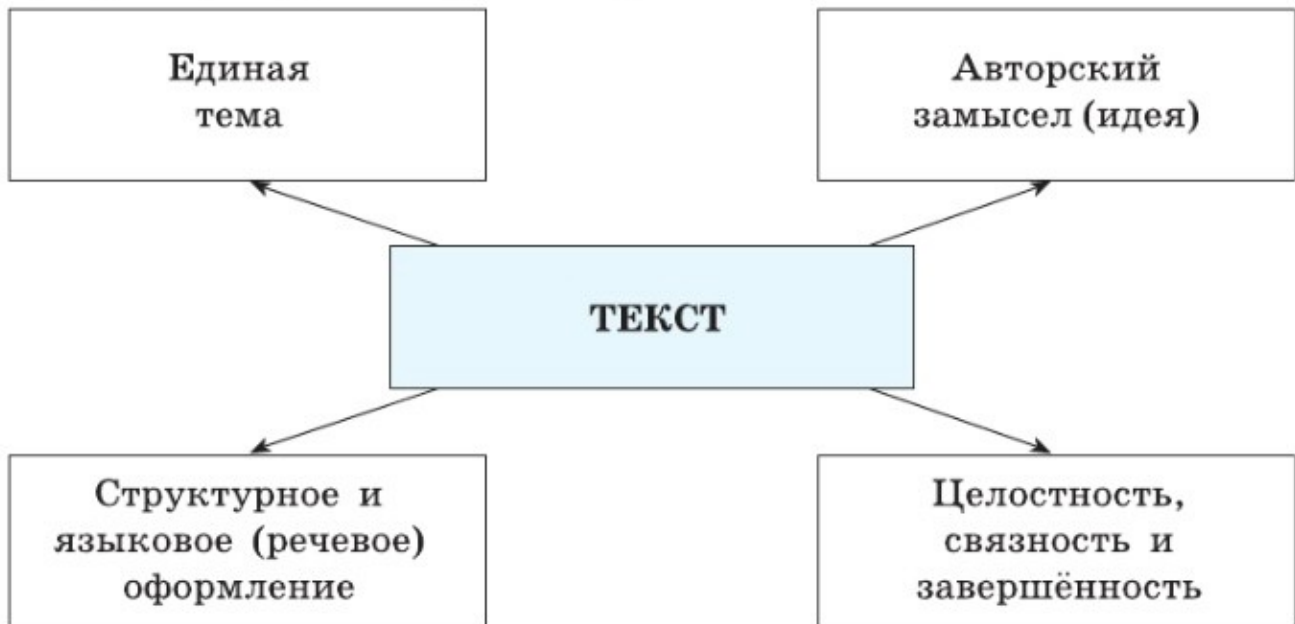 Единая
тема
Авторский
замысел (идея)
ТЕКСТ
Структурное и
языковое (речевое)
оформление
Целостность,
связность и
завершённость